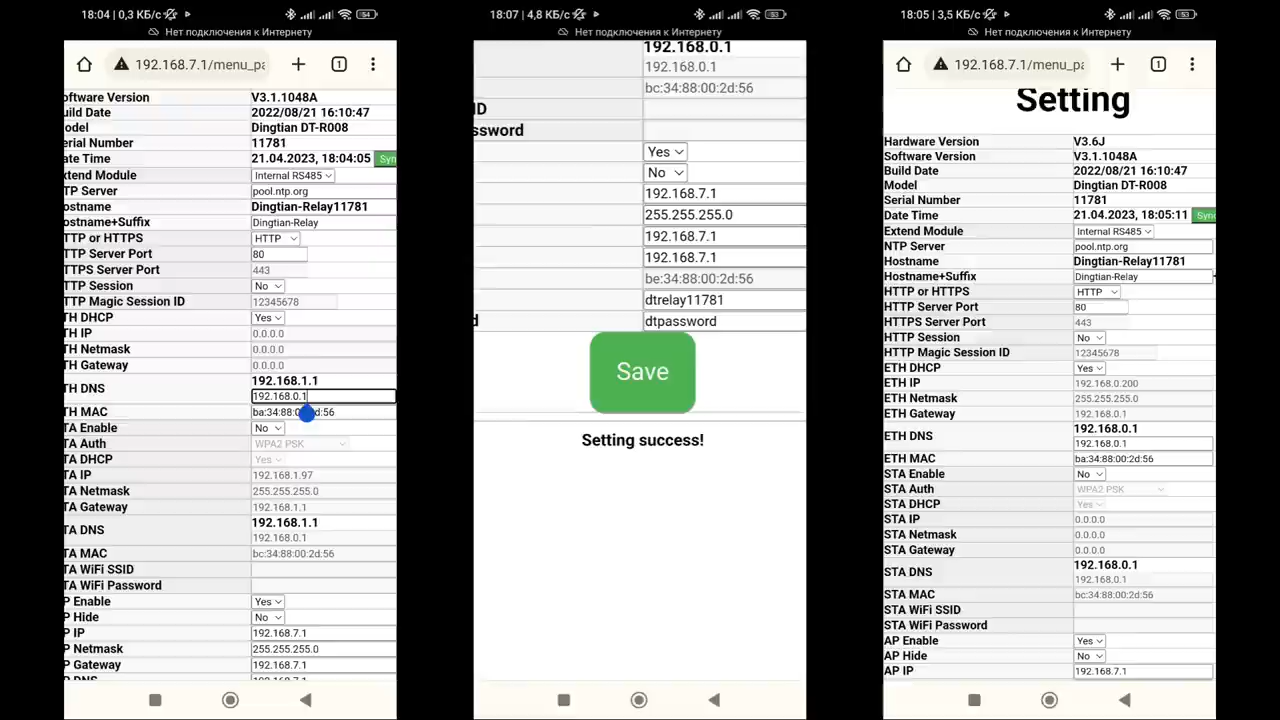 18:04 | 0,3 КБ/с
54
Нет подключения к Интернету
192.168.7.1/menu_pa
1
oftware Version V3.1.1048A
uild Date 2022/08/21 16:10:47
odel Dingtian DT-R008
erial Number 11781
ate Time 21.04.2023, 18:04:05 Syn
xtend Module Internal RS485
TP Server pool.ntp.org
ostname Dingtian-Relay11781
ostname+Suffix Dingtian-Relay
TTP or HTTPS HTTP
TTP Server Port 80
TTPS Server Port 443
TTP Session No
TTP Magic Session ID 12345678
TH DHCP Yes
TH IP 0.0.0.0
TH Netmask 0.0.0.0
TH Gateway 0.0.0.0
TH DNS 192.168.1.1
192.168.0.1
TH MAC ba:34:88:0 d:56
TA Enable No
TA Auth WPA2 PSK
TA DHCP Yes
TA IP 192.168.1.97
TA Netmask 255.255.255.0
TA Gateway 192.168.1.1
TA DNS 192.168.1.1
192.168.0.1
TA MAC bc:34:88:00:2d:56
TA WiFi SSID
TA WiFi Password
P Enable Yes
P Hide No
P IP 192.168.7.1
P Netmask 255.255.255.0
P Gateway 192.168.7.1
P DNS 192.168.7.1
18:07 | 4,8 КБ/с
53
Нет подключения к Интернету
192.168.0.1
192.168.0.1
bc:34:88:00:2d:56
ID
ssword
Yes
No
192.168.7.1
255.255.255.0
192.168.7.1
192.168.7.1
be:34:88:00:2d:56
dtrelay11781
d dtpassword
Save
Setting success!
18:05 | 3,5 КБ/с
53
Нет подключения к Интернету
192.168.7.1/menu_pa
1
Setting
Hardware Version V3.6J
Software Version V3.1.1048A
Build Date 2022/08/21 16:10:47
Model Dingtian DT-R008
Serial Number 11781
Date Time 21.04.2023, 18:05:11 Sync
Extend Module Internal RS485
NTP Server pool.ntp.org
Hostname Dingtian-Relay11781
Hostname+Suffix Dingtian-Relay
HTTP or HTTPS HTTP
HTTP Server Port 80
HTTPS Server Port 443
HTTP Session No
HTTP Magic Session ID 12345678
ETH DHCP Yes
ETH IP 192.168.0.200
ETH Netmask 255.255.255.0
ETH Gateway 192.168.0.1
ETH DNS 192.168.0.1
192.168.0.1
ETH MAC ba:34:88:00:2d:56
STA Enable No
STA Auth WPA2 PSK
STA DHCP Yes
STA IP 0.0.0.0
STA Netmask 0.0.0.0
STA Gateway 0.0.0.0
STA DNS 192.168.0.1
192.168.0.1
STA MAC bc:34:88:00:2d:56
STA WiFi SSID
STA WiFi Password
AP Enable Yes
AP Hide No
AP IP 192.168.7.1